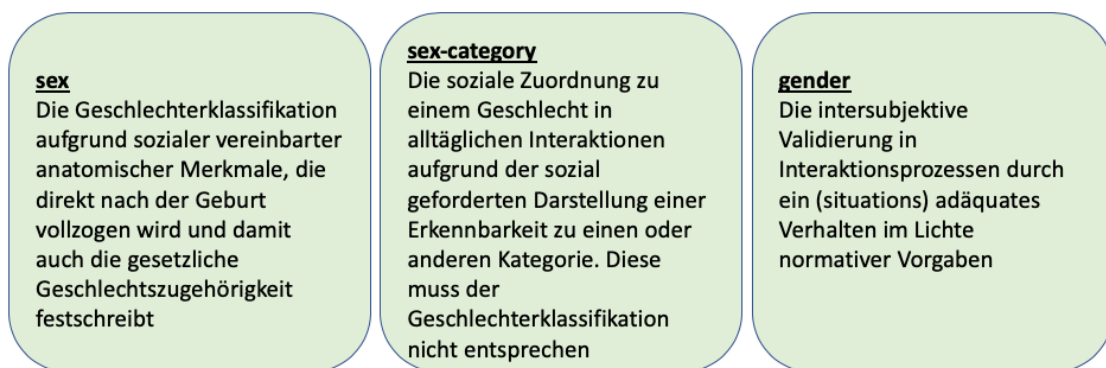 sex
Die Geschlechterklassifikation
aufgrund sozialer vereinbarter
anatomischer Merkmale, die
direkt nach der Geburt
vollzogen wird und damit
auch die gesetzliche
Geschlechtszugehörigkeit
festschreibt
sex-category
Die soziale Zuordnung zu
einem Geschlecht in
alltäglichen Interaktionen
aufgrund der sozial
geforderten Darstellung einer
Erkennbarkeit zu einen oder
anderen Kategorie. Diese
muss der
Geschlechterklassifikation
nicht entsprechen
gender
Die intersubjektive
Validierung in
Interaktionsprozessen durch
ein (situations) adäquates
Verhalten im Lichte
normativer Vorgaben